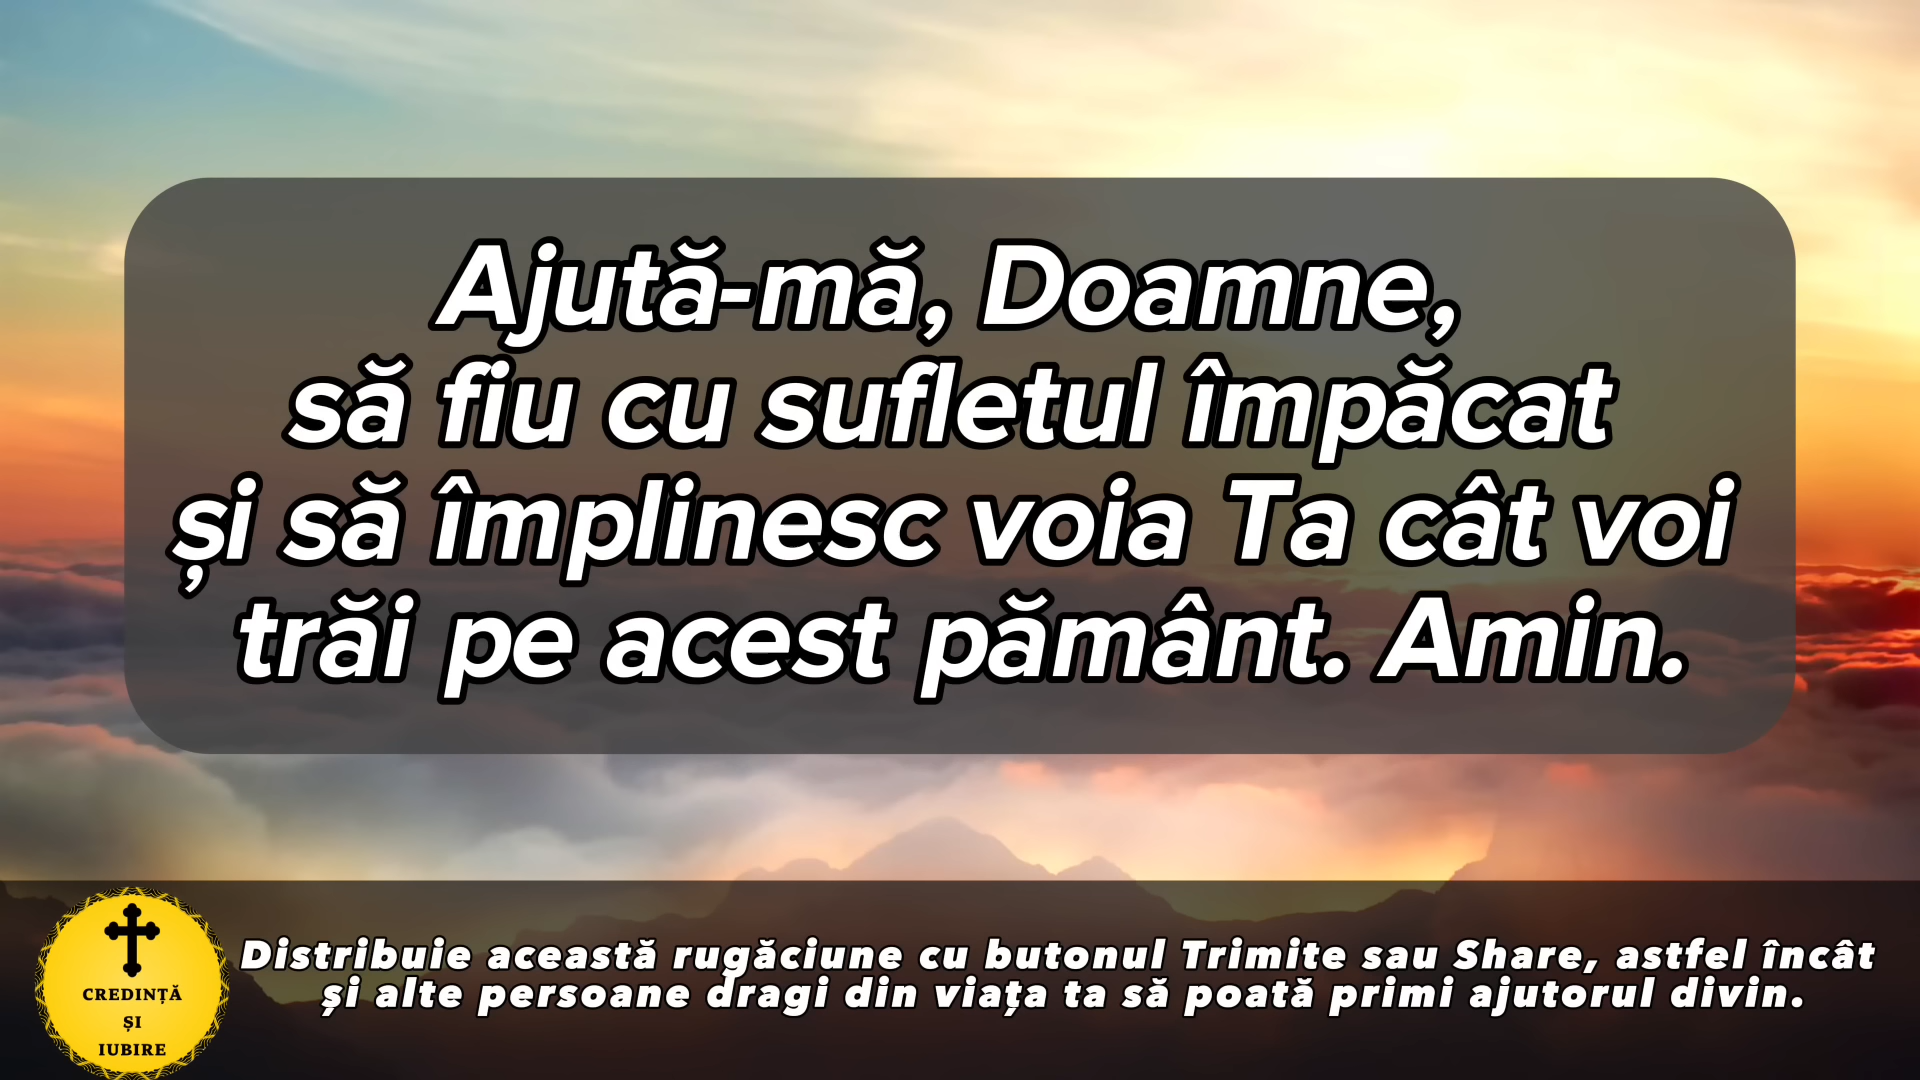 Ajută-mă, Doamne,
să fiu cu sufletul împăcat
și să împlinesc voia Ta cât voi
trăi pe acest pământ. Amin.
Distribuie această rugăciune cu butonul Trimite sau Share, astfel încât
și alte persoane dragi din viața ta să poată primi ajutorul divin.
CREDINȚĂ
ȘI
IUBIRE